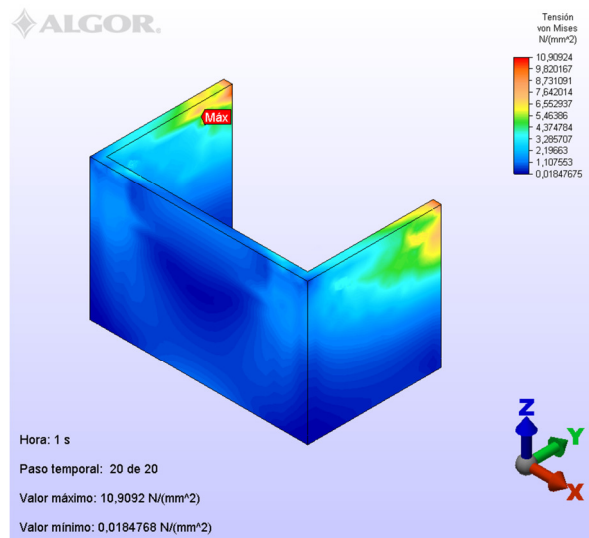 ALGOR.
Tensión
von Mises
N/(mm^2)
10,90924
9,820167
8,731091
7,642014
6,552937
5,46386
4,374784
3,285707
2,19663
1,107553
0,01847675
Máx
Z
Y
X
Hora: 1 s
Paso temporal: 20 de 20
Valor máximo: 10,9092 N/(mm^2)
Valor mínimo: 0,0184768 N/(mm^2)